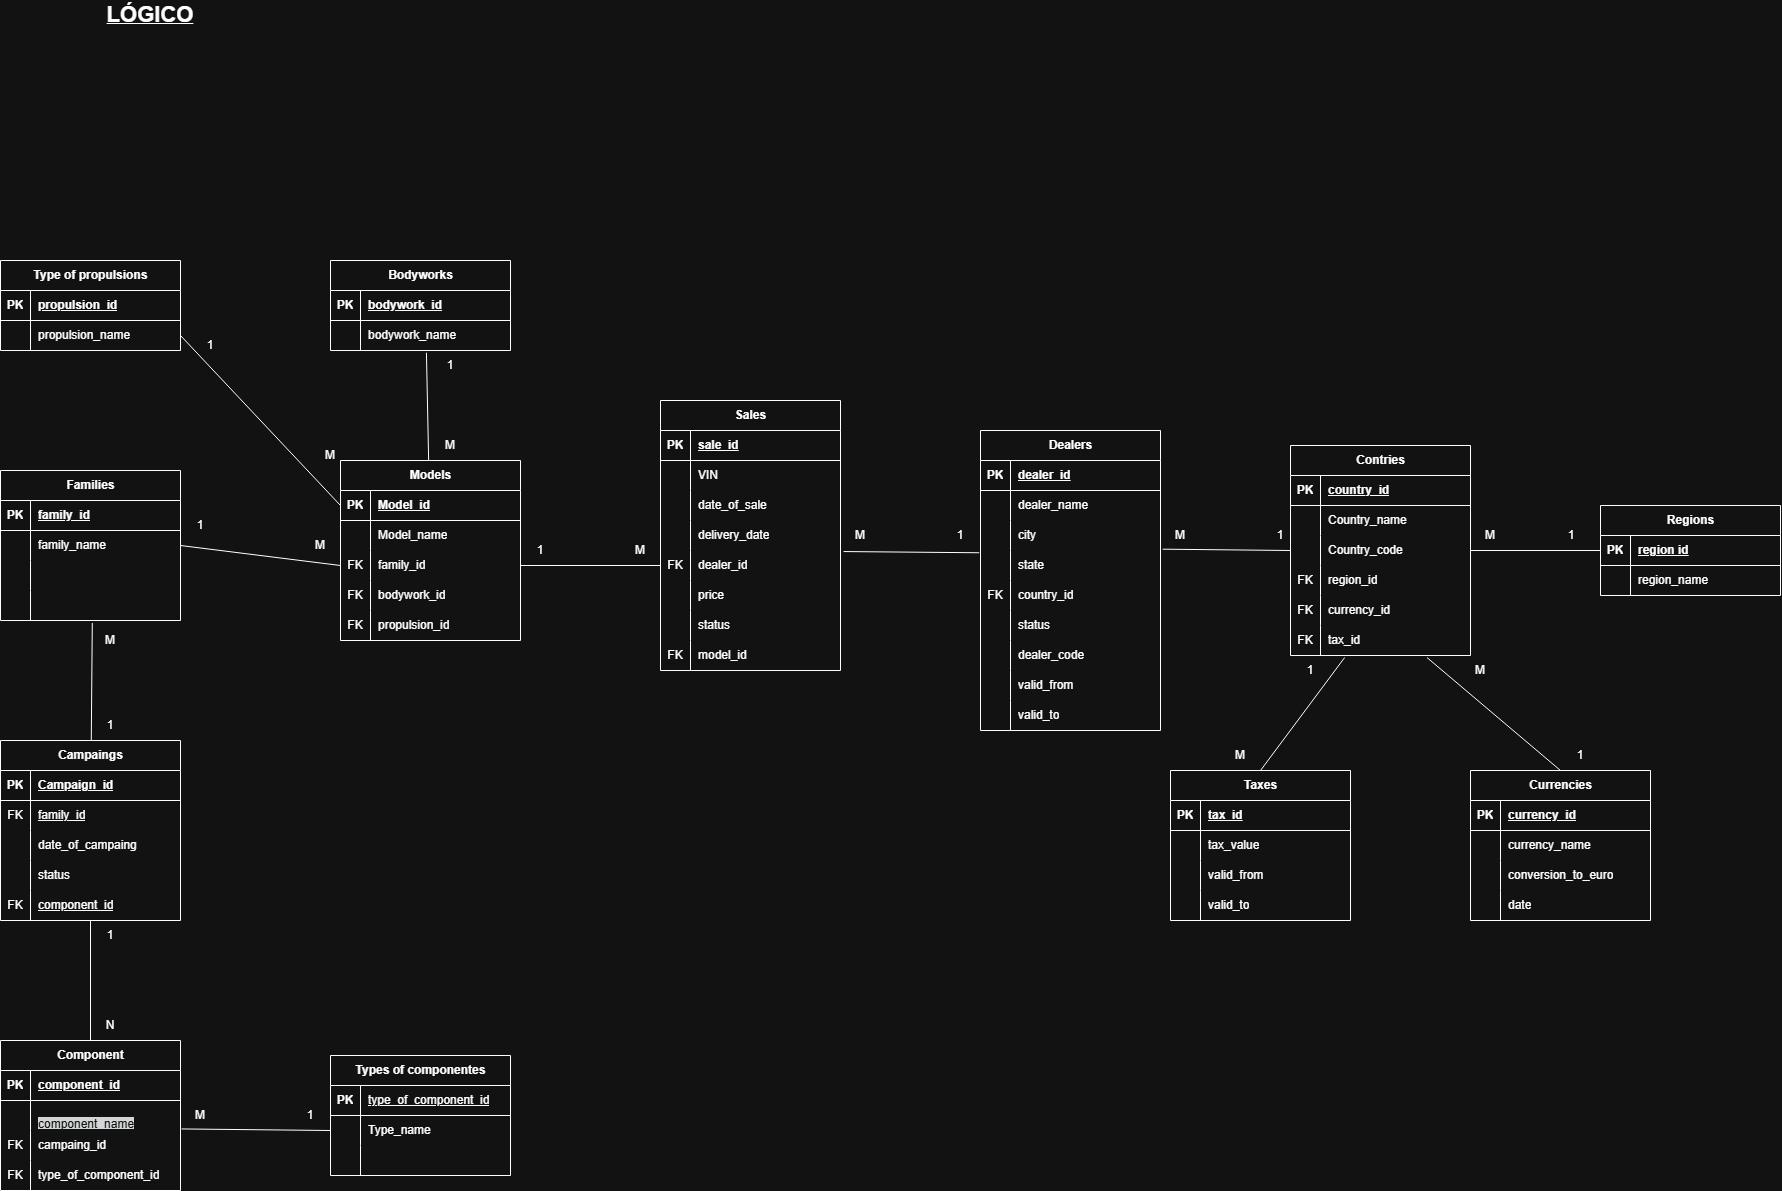 LÓGICO
Type of propulsions
PK propulsion_id
propulsion_name
1
M
Bodyworks
PK bodywork_id
bodywork_name
1
M
Families
PK family_id
family_name
1
M
M
1
Models
PK Model_id
Model_name
FK family_id
FK bodywork_id
FK propulsion_id
1
M
Sales
PK sale_id
VIN
date_of_sale
delivery_date
FK dealer_id
price
status
FK model_id
M
1
Dealers
PK dealer_id
dealer_name
city
state
FK country_id
status
dealer_code
valid_from
valid_to
M
1
Contries
PK country_id
Country_name
Country_code
FK region_id
FK currency_id
FK tax_id
M
1
Regions
PK region id
region_name
1
M
M
1
Taxes
PK tax_id
tax_value
valid_from
valid_to
Currencies
PK currency_id
currency_name
conversion_to_euro
date
Campaings
PK Campaign_id
FK family_id
date_of_campaing
status
FK component_id
1
N
Component
PK component_id
component_name
FK campaing_id
FK type_of_component_id
M
1
Types of componentes
PK type_of_component_id
Type_name